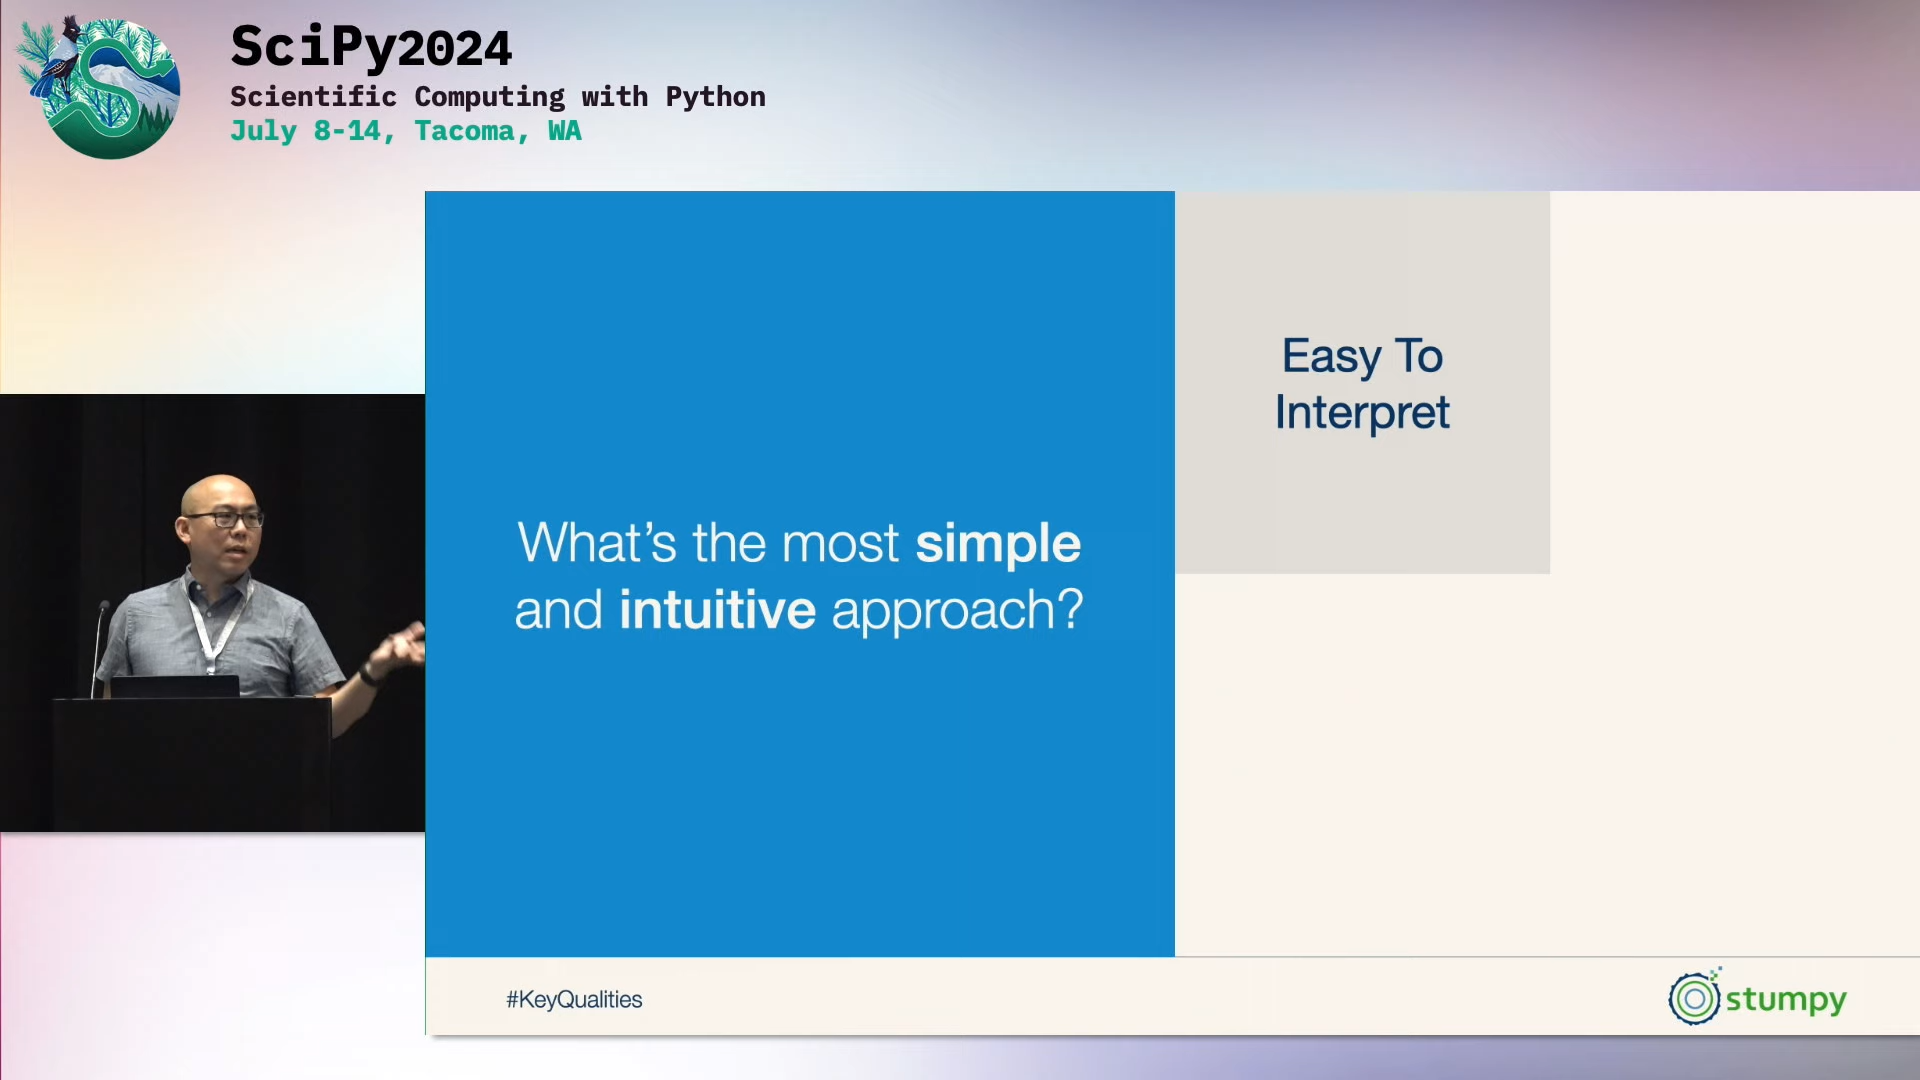 SciPy2024
Scientific Computing with Python
July 8-14, Tacoma, WA
Easy To
Interpret
What's the most simple
and intuitive approach?
#KeyQualities
stumpy